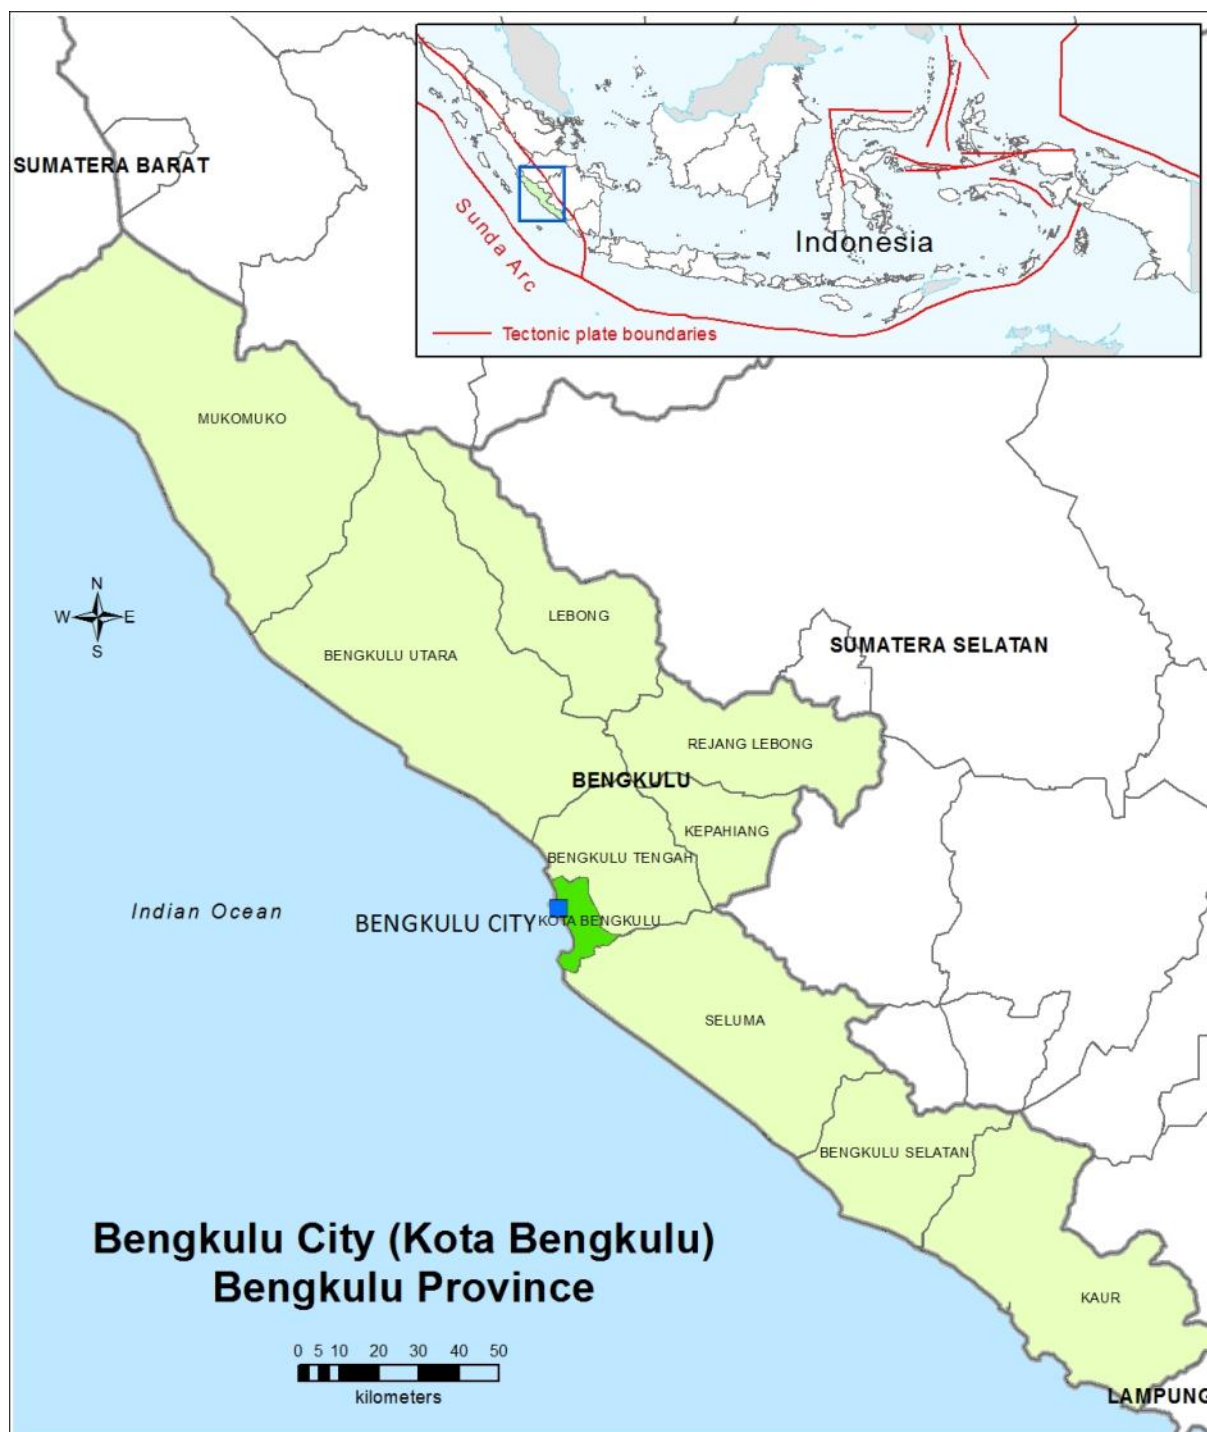 SUMATERA BARAT
Sunda Arc
Indonesia
Tectonic plate boundaries
MUKOMUKO
N
W E
S
LEBONG
BENGKULU UTARA
SUMATERA SELATAN
REJANG LEBONG
BENGKULU
KEPAHIANG
BENGKULU TENGAH
Indian Ocean
BENGKULU CITY
KOTA BENGKULU
SELUMA
BENGKULU SELATAN
Bengkulu City (Kota Bengkulu)
Bengkulu Province
KAUR
0 5 10 20 30 40 50
kilometers
LAMPUNG